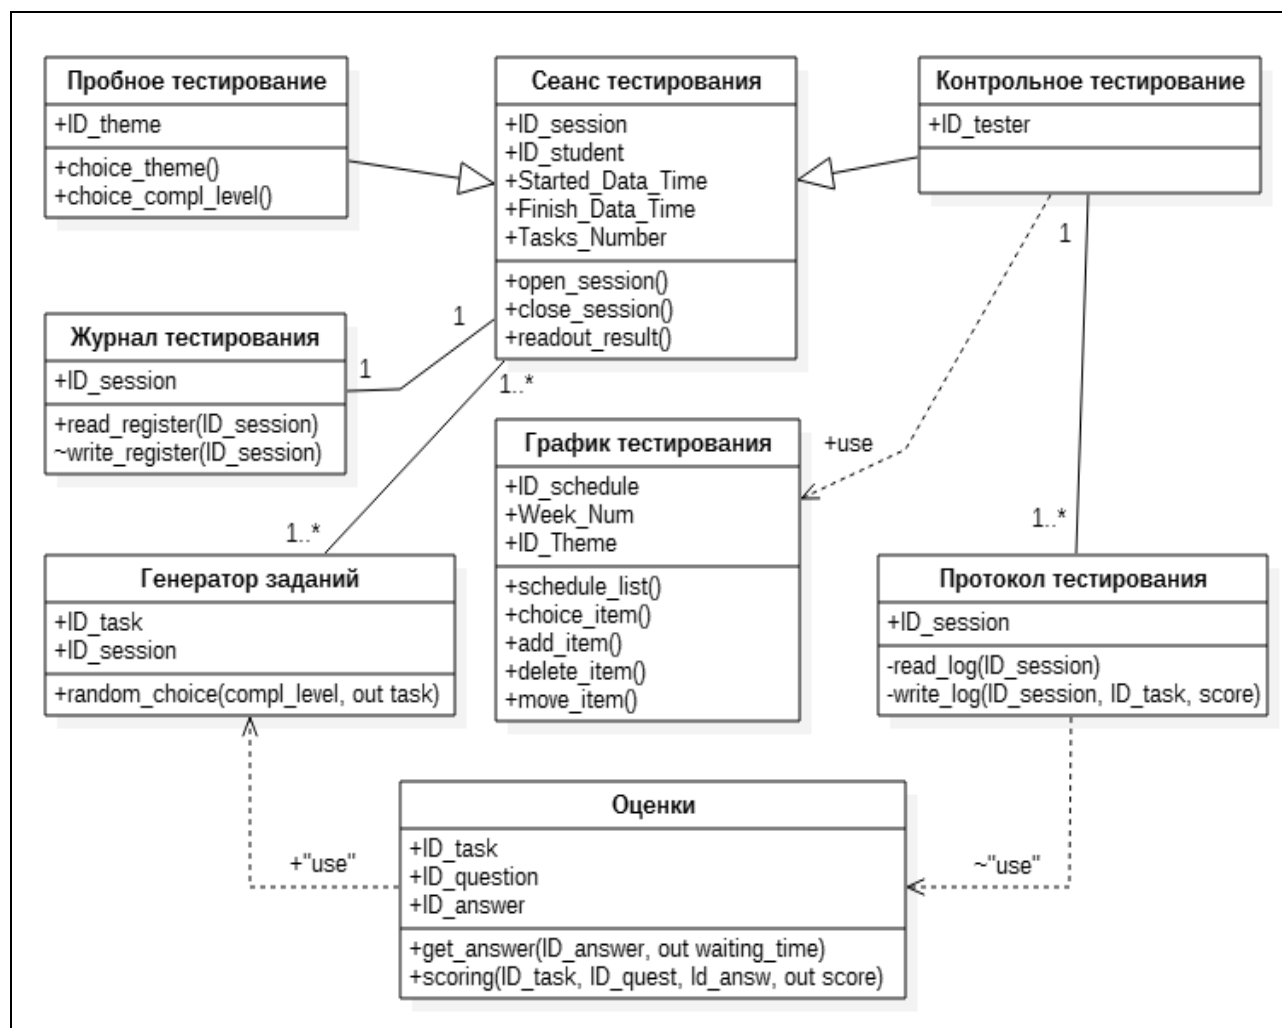 Пробное тестирование
+ID_theme
+choice_theme()
+choice_compl_level()
Сеанс тестирования
+ID_session
+ID_student
+Started_Data_Time
+Finish_Data_Time
+Tasks_Number
+open_session()
+close_session()
+readout_result()
Контрольное тестирование
+ID_tester
1
Журнал тестирования
+ID_session
+read_register(ID_session)
~write_register(ID_session)
1
1
1..*
График тестирования
+ID_schedule
+Week_Num
+ID_Theme
+schedule_list()
+choice_item()
+add_item()
+delete_item()
+move_item()
+use
1..*
1..*
Генератор заданий
+ID_task
+ID_session
+random_choice(compl_level, out task)
Протокол тестирования
+ID_session
-read_log(ID_session)
-write_log(ID_session, ID_task, score)
Оценки
+ID_task
+ID_question
+ID_answer
+get_answer(ID_answer, out waiting_time)
+scoring(ID_task, ID_quest, Id_answ, out score)
+"use"
~"use"